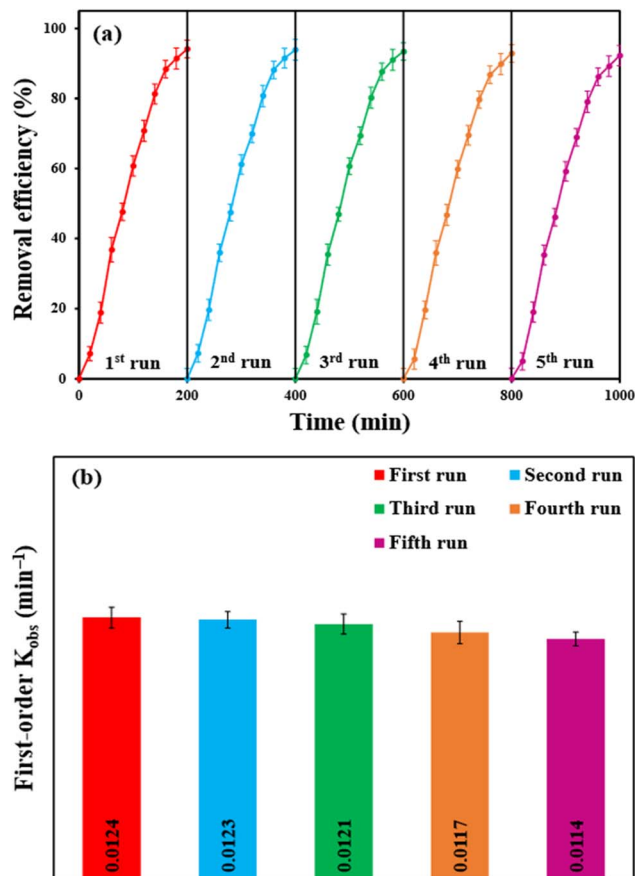 (a)
Removal efficiency (%)
100
80
60
40
20
0
1st run
2nd run
3rd run
4th run
5th run
0
200
400
600
800
1000
Time (min)
(b)
First run
Second run
Third run
Fourth run
Fifth run
First-order Kobs (min⁻¹)
0.0124
0.0123
0.0121
0.0117
0.0114